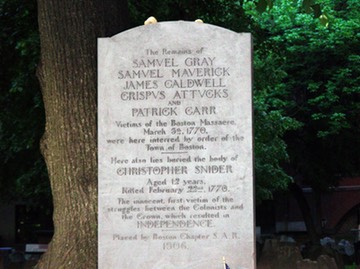 The Remains of
SAMVEL GRAY
SAMVEL MAVERICK
JAMES CALDWELL
CRISPVS ATTVCKS
AND
PATRICK CARR
Victims of the Boston Massacre,
March 5th, 1770,
were here interred by order of the
Town of Boston.
Here also lies buried the body of
CHRISTOPHER SNIDER
Aged 12 years,
Killed February 22nd, 1770.
The innocent, first victim of the
struggles between the Colonists and
the Crown, which resulted in
INDEPENDENCE.
Placed by Boston Chapter S.A.R.
1906.